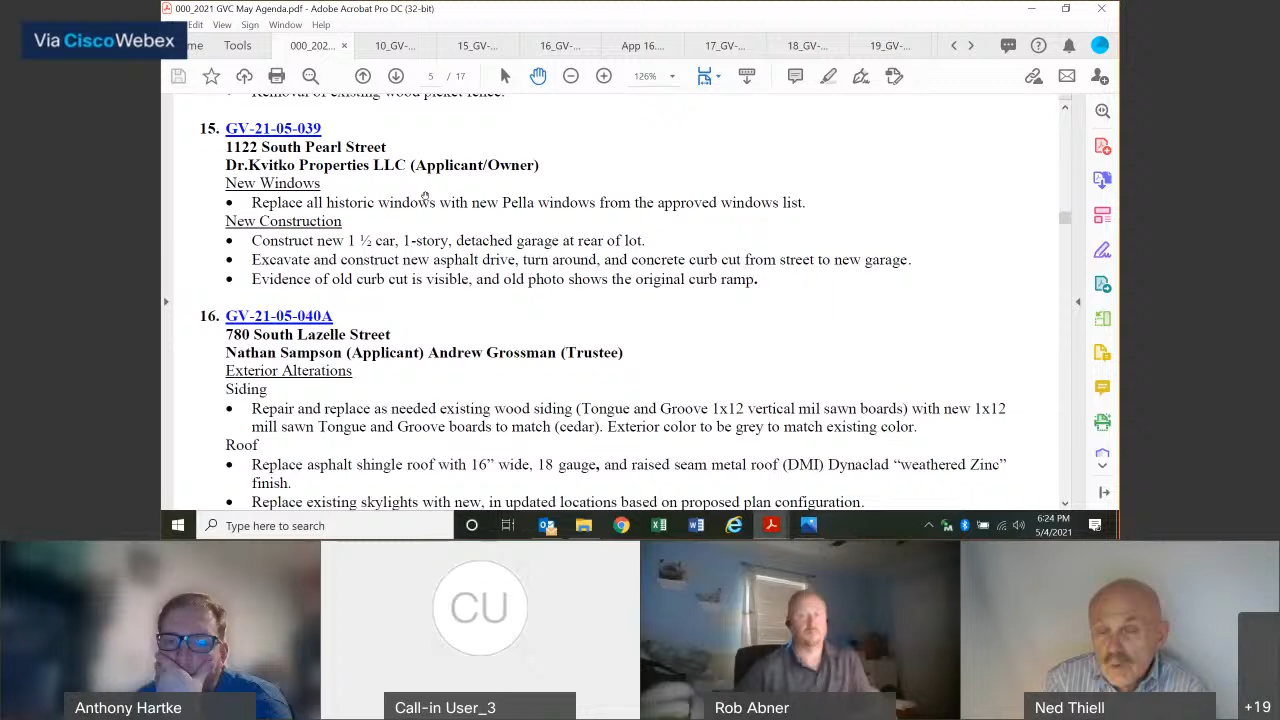 000_2021 GVC May Agenda.pdf - Adobe Acrobat Pro DC (32-bit)
Edit View Sign Window Help
Via Cisco Webex
me Tools 000_202... × 10_GV-... 15_GV-... 16_GV-... App 16.... 17_GV-... 18_GV-... 19_GV-...
5 / 17 126%
Removal of existing wood picket fence.
15. GV-21-05-039
1122 South Pearl Street
Dr.Kvitko Properties LLC (Applicant/Owner)
New Windows
• Replace all historic windows with new Pella windows from the approved windows list.
New Construction
• Construct new 1 ½ car, 1-story, detached garage at rear of lot.
• Excavate and construct new asphalt drive, turn around, and concrete curb cut from street to new garage.
• Evidence of old curb cut is visible, and old photo shows the original curb ramp.
16. GV-21-05-040A
780 South Lazelle Street
Nathan Sampson (Applicant) Andrew Grossman (Trustee)
Exterior Alterations
Siding
• Repair and replace as needed existing wood siding (Tongue and Groove 1x12 vertical mil sawn boards) with new 1x12
mill sawn Tongue and Groove boards to match (cedar). Exterior color to be grey to match existing color.
Roof
• Replace asphalt shingle roof with 16” wide, 18 gauge, and raised seam metal roof (DMI) Dynaclad “weathered Zinc”
finish.
• Replace existing skylighs with new, in updated locations based on proposed plan configuration.
Type here to search
6:24 PM
5/4/2021
CU
Anthony Hartke Call-in User_3 Rob Abner Ned Thiell +19